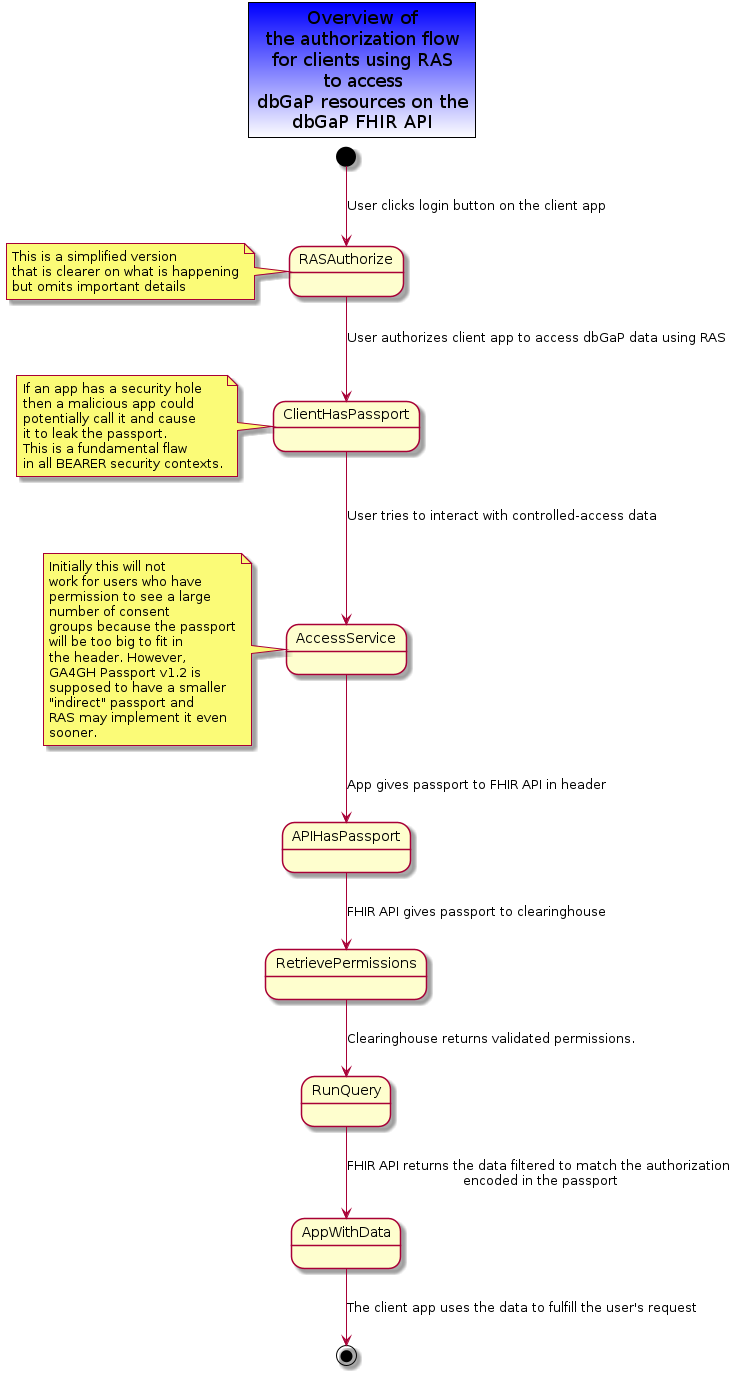 Overview of
the authorization flow
for clients using RAS
to access
dbGaP resources on the
dbGaP FHIR API
User clicks login button on the client app
This is a simplified version
that is clearer on what is happening
but omits important details
RASAuthorize
User authorizes client app to access dbGaP data using RAS
If an app has a security hole
then a malicious app could
potentially call it and cause
it to leak the passport.
This is a fundamental flaw
in all BEARER security contexts.
ClientHasPassport
User tries to interact with controlled-access data
Initially this will not
work for users who have
permission to see a large
number of consent
groups because the passport
will be too big to fit in
the header. However,
GA4GH Passport v1.2 is
supposed to have a smaller
"indirect" passport and
RAS may implement it even
sooner.
AccessService
App gives passport to FHIR API in header
APIHasPassport
FHIR API gives passport to clearinghouse
RetrievePermissions
Clearinghouse returns validated permissions.
RunQuery
FHIR API returns the data filtered to match the authorization
encoded in the passport
AppWithData
The client app uses the data to fulfill the user's request